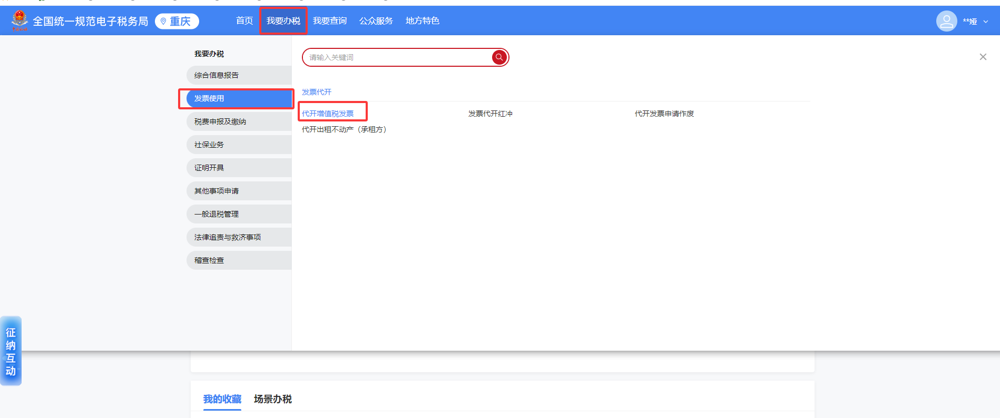 全国统一规范电子税务局 重庆 首页 我要办税 我要查询 公众服务 地方特色 **娅
我要办税
请输入关键词
综合信息报告
发票使用
税费申报及缴纳
社保业务
证明开具
其他事项申请
一般退税管理
法律追责与救济事项
稽查检查
发票代开
代开增值税发票 发票代开红冲 代开发票申请作废
代开出租不动产（承租方）
征
纳
互
动
我的收藏 场景办税